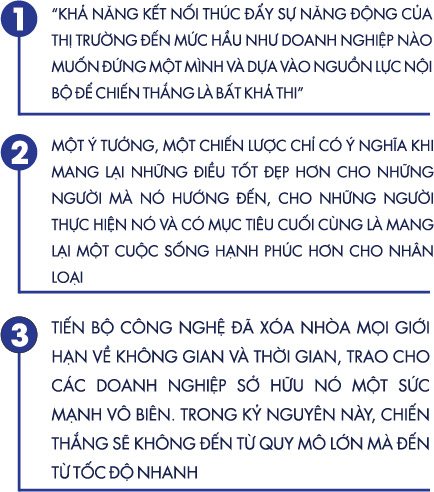 1
“KHẢ NĂNG KẾT NỐI THÚC ĐẨY SỰ NĂNG ĐỘNG CỦA
THỊ TRƯỜNG ĐẾN MỨC HẦU NHƯ DOANH NGHIỆP NÀO
MUỐN ĐỨNG MỘT MÌNH VÀ DỰA VÀO NGUỒN LỰC NỘI
BỘ ĐỂ CHIẾN THẮNG LÀ BẤT KHẢ THI”
2
MỘT Ý TƯỞNG, MỘT CHIẾN LƯỢC CHỈ CÓ Ý NGHĨA KHI
MANG LẠI NHỮNG ĐIỀU TỐT ĐẸP HƠN CHO NHỮNG
NGƯỜI MÀ NÓ HƯỚNG ĐẾN, CHO NHỮNG NGƯỜI
THỰC HIỆN NÓ VÀ CÓ MỤC TIÊU CUỐI CÙNG LÀ MANG
LẠI MỘT CUỘC SỐNG HẠNH PHÚC HƠN CHO NHÂN
LOẠI
3
TIẾN BỘ CÔNG NGHỆ ĐÃ XÓA NHÒA MỌI GIỚI
HẠN VỀ KHÔNG GIAN VÀ THỜI GIAN, TRAO CHO
CÁC DOANH NGHIỆP SỞ HỮU NÓ MỘT SỨC
MẠNH VÔ BIÊN. TRONG KỶ NGUYÊN NÀY, CHIẾN
THẮNG SẼ KHÔNG ĐẾN TỪ QUY MÔ LỚN MÀ ĐẾN
TỪ TỐC ĐỘ NHANH